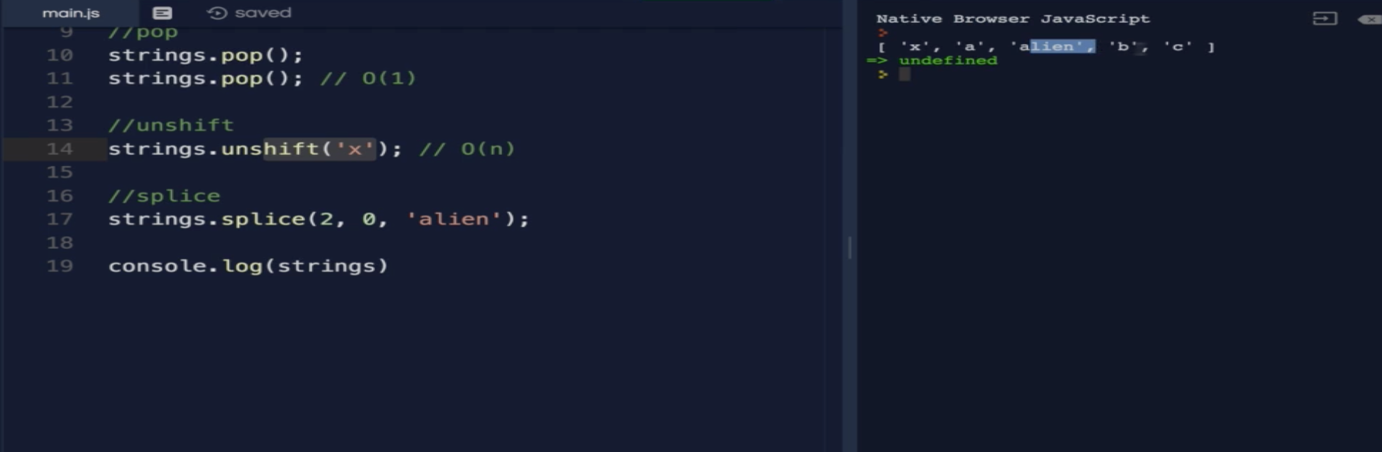 main.js saved
9 //pop
10 strings.pop();
11 strings.pop(); // O(1)
12
13 //unshift
14 strings.unshift('x'); // O(n)
15
16 //splice
17 strings.splice(2, 0, 'alien');
18
19 console.log(strings)
Native Browser JavaScript
>
[ 'x', 'a', 'alien', 'b', 'c' ]
=> undefined
>